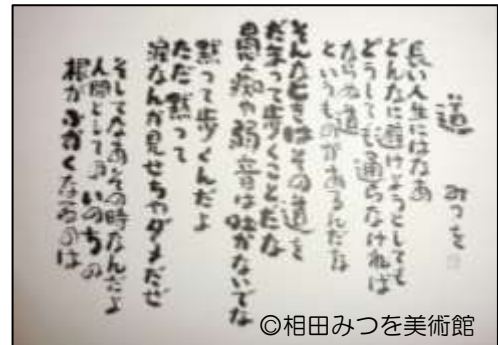 道 みつを
長い人生にはなあ
どんなに避けようとしても
どうしても通らなければ
ならぬ道
というものがあるんだな
そんなときはその道を
だまって歩くことだな
愚痴や弱音は吐かないでな
黙って歩くんだよ
ただ黙って
涙なんか見せちゃダメだぜ
そしてなあその時なんだよ
人間としてのいのちの
根がふかくなるのは
©相田みつを美術館